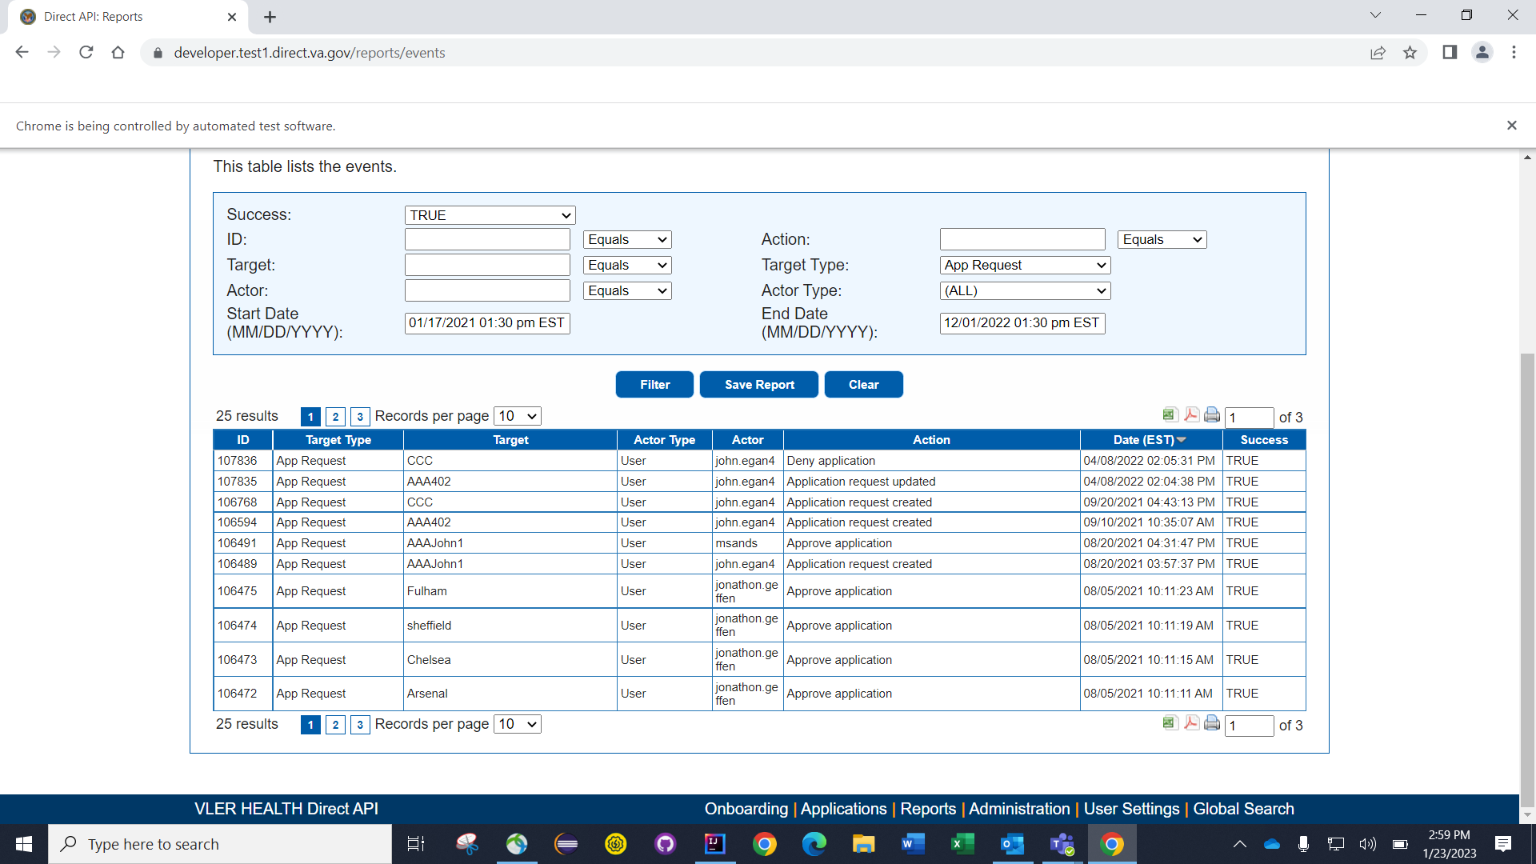 Direct API: Reports
developer.test1.direct.va.gov/reports/events
Chrome is being controlled by automated test software.
This table lists the events.
Success: TRUE
ID: Equals Action: Equals
Target: Equals Target Type: App Request
Actor: Equals Actor Type: (ALL)
Start Date (MM/DD/YYYY): 01/17/2021 01:30 pm EST End Date (MM/DD/YYYY): 12/01/2022 01:30 pm EST
Filter Save Report Clear
25 results 1 2 3 Records per page 10 1 of 3
ID Target Type Target Actor Type Actor Action Date (EST) Success
107836 App Request CCC User john.egan4 Deny application 04/08/2022 02:05:31 PM TRUE
107835 App Request AAA402 User john.egan4 Application request updated 04/08/2022 02:04:38 PM TRUE
106768 App Request CCC User john.egan4 Application request created 09/20/2021 04:43:13 PM TRUE
106594 App Request AAA402 User john.egan4 Application request created 09/10/2021 10:35:07 AM TRUE
106491 App Request AAAJohn1 User msands Approve application 08/20/2021 04:31:47 PM TRUE
106489 App Request AAAJohn1 User john.egan4 Application request created 08/20/2021 03:57:37 PM TRUE
106475 App Request Fulham User jonathon.geffen Approve application 08/05/2021 10:11:23 AM TRUE
106474 App Request sheffield User jonathon.geffen Approve application 08/05/2021 10:11:19 AM TRUE
106473 App Request Chelsea User jonathon.geffen Approve application 08/05/2021 10:11:15 AM TRUE
106472 App Request Arsenal User jonathon.geffen Approve application 08/05/2021 10:11:11 AM TRUE
25 results 1 2 3 Records per page 10 1 of 3
VLER HEALTH Direct API Onboarding | Applications | Reports | Administration | User Settings | Global Search
Type here to search
2:59 PM
1/23/2023